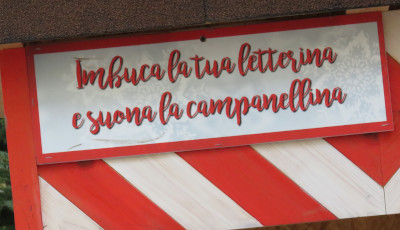 Imbuca la tua letterina
e suona la campanellina